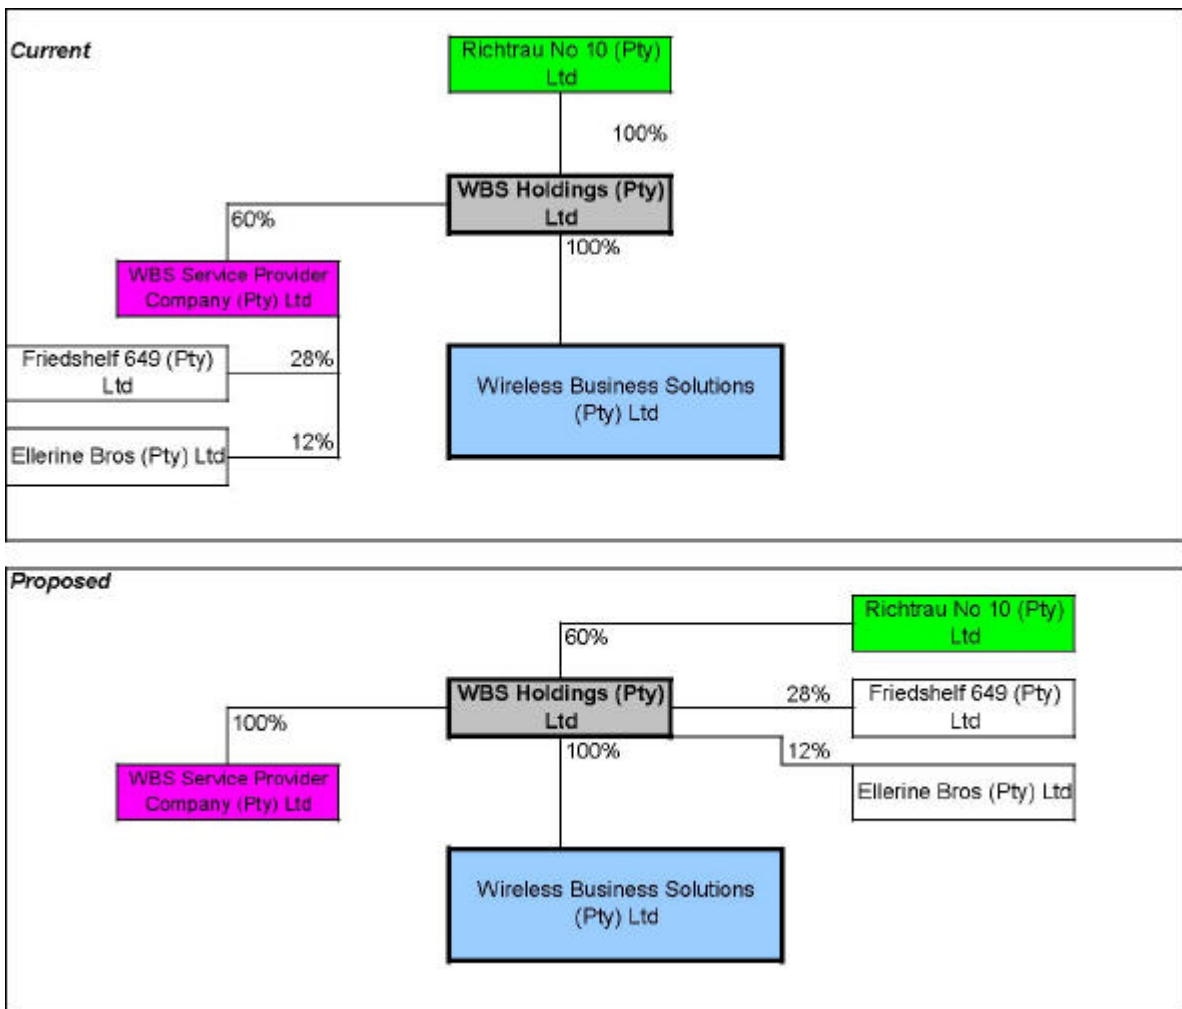 Current
Richtrau No 10 (Pty)
Ltd
100%
WBS Holdings (Pty)
Ltd
60%
100%
WBS Service Provider
Company (Pty) Ltd
Friedshelf 649 (Pty)
Ltd
28%
Wireless Business Solutions
(Pty) Ltd
Ellerine Bros (Pty) Ltd
12%
Proposed
Richtrau No 10 (Pty)
Ltd
60%
WBS Holdings (Pty)
Ltd
28%
Friedshelf 649 (Pty)
Ltd
100%
100%
12%
WBS Service Provider
Company (Pty) Ltd
Ellerine Bros (Pty) Ltd
Wireless Business Solutions
(Pty) Ltd